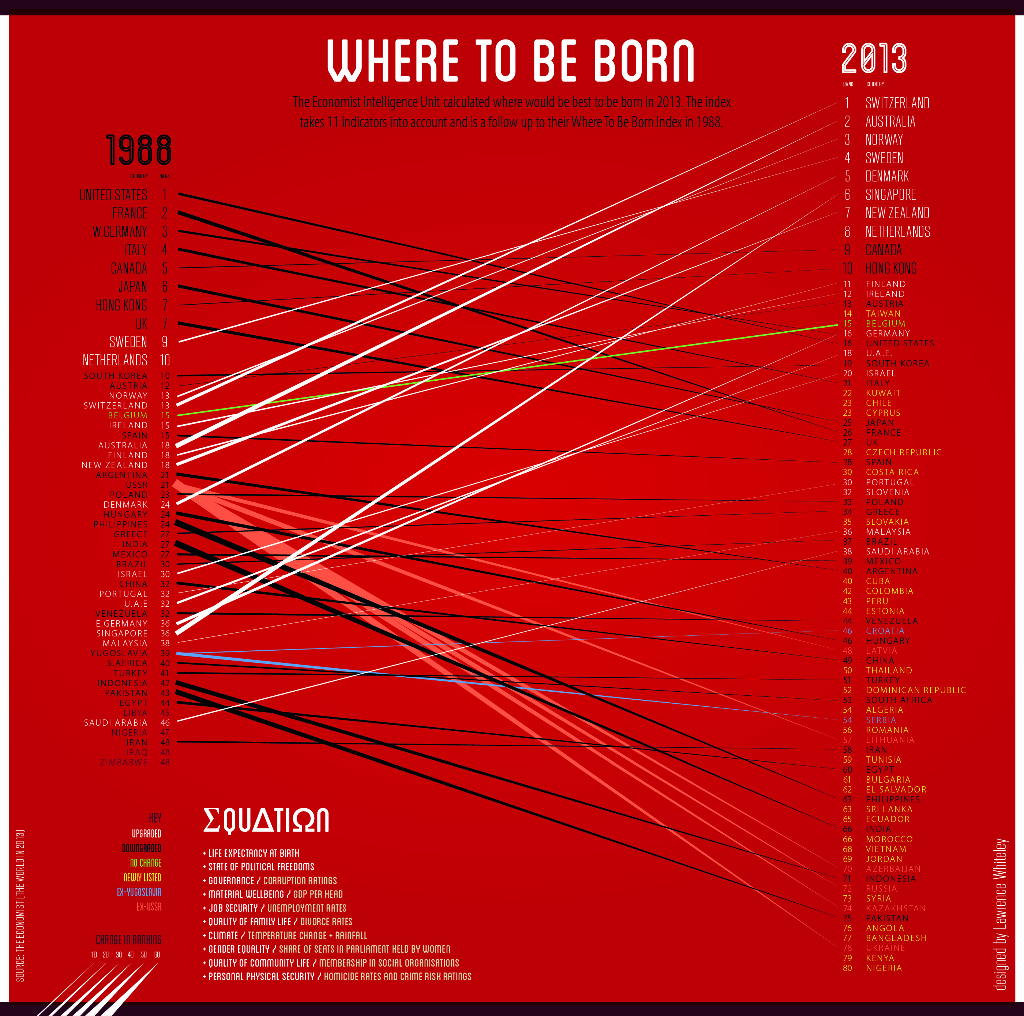 WHERE TO BE BORN
The Economist Intelligence Unit calculated where would be best to be born in 2013. The index
takes 11 indicators into account and is a follow up to their Where To Be Born Index in 1988.
1988
COUNTRY RANK
UNITED STATES 1
FRANCE 2
W.GERMANY 3
ITALY 4
CANADA 5
JAPAN 6
HONG KONG 7
UK 7
SWEDEN 9
NETHERLANDS 10
SOUTH KOREA 10
AUSTRIA 12
NORWAY 13
SWITZERLAND 13
BELGIUM 15
IRELAND 15
SPAIN 15
AUSTRALIA 18
FINLAND 18
NEW ZEALAND 18
ARGENTINA 21
USSR 21
POLAND 23
DENMARK 24
HUNGARY 24
PHILIPPINES 24
GREECE 27
INDIA 27
MEXICO 27
BRAZIL 30
ISRAEL 30
CHINA 32
PORTUGAL 32
U.A.E 32
VENEZUELA 32
E.GERMANY 36
SINGAPORE 36
MALAYSIA 38
YUGOSLAVIA 39
S.AFRICA 40
TURKEY 41
INDONESIA 42
PAKISTAN 43
EGYPT 44
LIBYA 45
SAUDI ARABIA 46
NIGERIA 47
IRAN 48
IRAQ 48
ZIMBABWE 48
2013
RANK COUNTRY
1 SWITZERLAND
2 AUSTRALIA
3 NORWAY
4 SWEDEN
5 DENMARK
6 SINGAPORE
7 NEW ZEALAND
8 NETHERLANDS
9 CANADA
10 HONG KONG
11 FINLAND
12 IRELAND
13 AUSTRIA
14 TAIWAN
15 BELGIUM
16 GERMANY
16 UNITED STATES
18 U.A.E.
19 SOUTH KOREA
20 ISRAEL
21 ITALY
22 KUWAIT
23 CHILE
23 CYPRUS
25 JAPAN
26 FRANCE
27 UK
28 CZECH REPUBLIC
28 SPAIN
30 COSTA RICA
30 PORTUGAL
32 SLOVENIA
33 POLAND
34 GREECE
35 SLOVAKIA
36 MALAYSIA
37 BRAZIL
38 SAUDI ARABIA
39 MEXICO
40 ARGENTINA
40 CUBA
42 COLOMBIA
43 PERU
44 ESTONIA
44 VENEZUELA
46 CROATIA
46 HUNGARY
48 LATVIA
49 CHINA
50 THAILAND
51 TURKEY
52 DOMINICAN REPUBLIC
53 SOUTH AFRICA
54 ALGERIA
54 SERBIA
56 ROMANIA
57 LITHUANIA
58 IRAN
59 TUNISIA
60 EGYPT
61 BULGARIA
62 EL SALVADOR
63 PHILIPPINES
63 SRI LANKA
65 ECUADOR
66 INDIA
66 MOROCCO
68 VIETNAM
69 JORDAN
70 AZERBAIJAN
71 INDONESIA
72 RUSSIA
73 SYRIA
74 KAZAKHSTAN
75 PAKISTAN
76 ANGOLA
77 BANGLADESH
78 UKRAINE
79 KENYA
80 NIGERIA
KEY
UPGRADED
DOWNGRADED
NO CHANGE
NEWLY LISTED
EX-YUGOSLAVIA
EX-USSR
CHANGE IN RANKING
10 20 30 40 50 60
ΣQUΔTIΩN
• LIFE EXPECTANCY AT BIRTH
• STATE OF POLITICAL FREEDOMS
• GOVERNANCE / CORRUPTION RATINGS
• MATERIAL WELLBEING / GDP PER HEAD
• JOB SECURITY / UNEMPLOYMENT RATES
• QUALITY OF FAMILY LIFE / DIVORCE RATES
• CLIMATE / TEMPERATURE CHANGE + RAINFALL
• GENDER EQUALITY / SHARE OF SEATS IN PARLIAMENT HELD BY WOMEN
• QUALITY OF COMMUNITY LIFE / MEMBERSHIP IN SOCIAL ORGANISATIONS
• PERSONAL PHYSICAL SECURITY / HOMICIDE RATES AND CRIME RISK RATINGS
SOURCE: THE ECONOMIST (THE WORLD IN 2013)
designed by Lawrence Whiteley